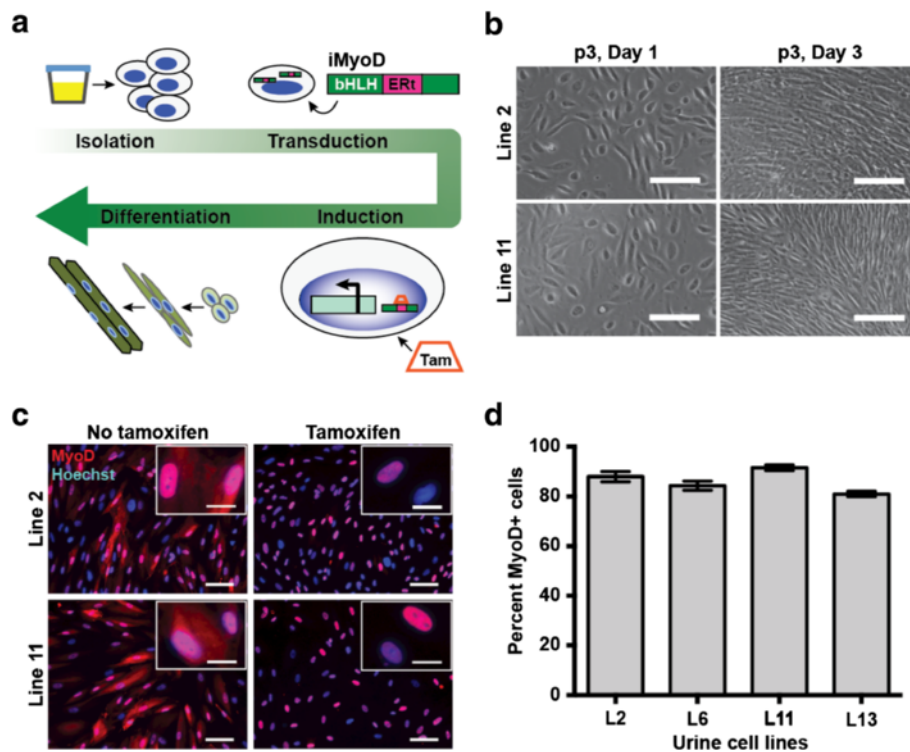 a
iMyoD
bHLH ERt
Isolation Transduction
Differentiation Induction
Tam
b
p3, Day 1 p3, Day 3
Line 2
Line 11
c
No tamoxifen Tamoxifen
MyoD
Hoechst
Line 2
Line 11
d
Percent MyoD+ cells
100
80
60
40
20
0
L2 L6 L11 L13
Urine cell lines